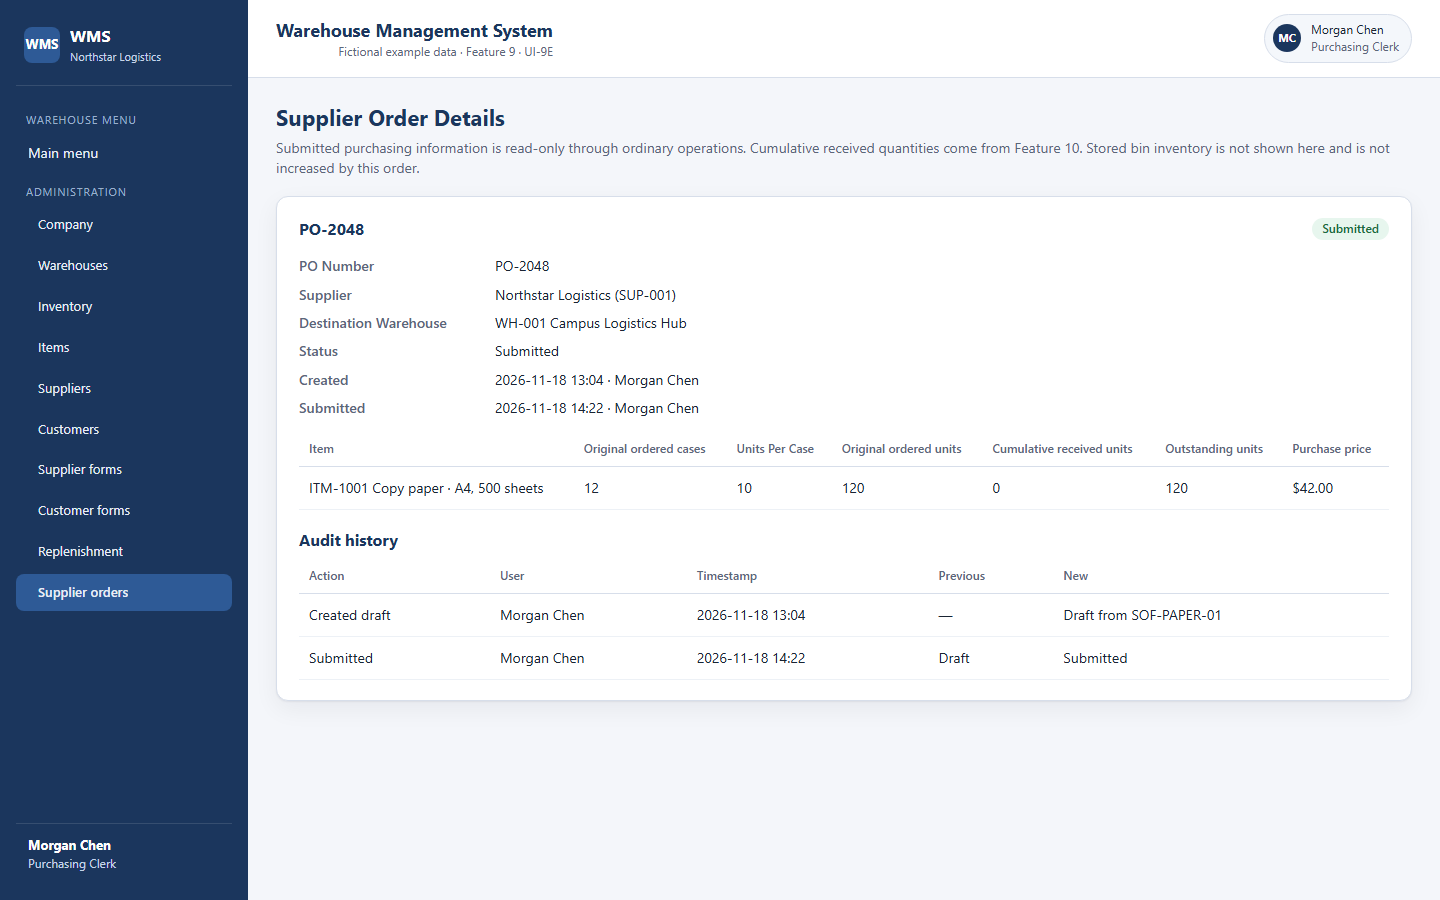 WMS
WMS
Northstar Logistics
WAREHOUSE MENU
Main menu
ADMINISTRATION
Company
Warehouses
Inventory
Items
Suppliers
Customers
Supplier forms
Customer forms
Replenishment
Supplier orders
Morgan Chen
Purchasing Clerk
Warehouse Management System
Fictional example data · Feature 9 · UI-9E
MC
Morgan Chen
Purchasing Clerk
Supplier Order Details
Submitted purchasing information is read-only through ordinary operations. Cumulative received quantities come from Feature 10. Stored bin inventory is not shown here and is not
increased by this order.
PO-2048
Submitted
PO Number PO-2048
Supplier Northstar Logistics (SUP-001)
Destination Warehouse WH-001 Campus Logistics Hub
Status Submitted
Created 2026-11-18 13:04 · Morgan Chen
Submitted 2026-11-18 14:22 · Morgan Chen
Item Original ordered cases Units Per Case Original ordered units Cumulative received units Outstanding units Purchase price
ITM-1001 Copy paper · A4, 500 sheets 12 10 120 0 120 $42.00
Audit history
Action User Timestamp Previous New
Created draft Morgan Chen 2026-11-18 13:04 — Draft from SOF-PAPER-01
Submitted Morgan Chen 2026-11-18 14:22 Draft Submitted